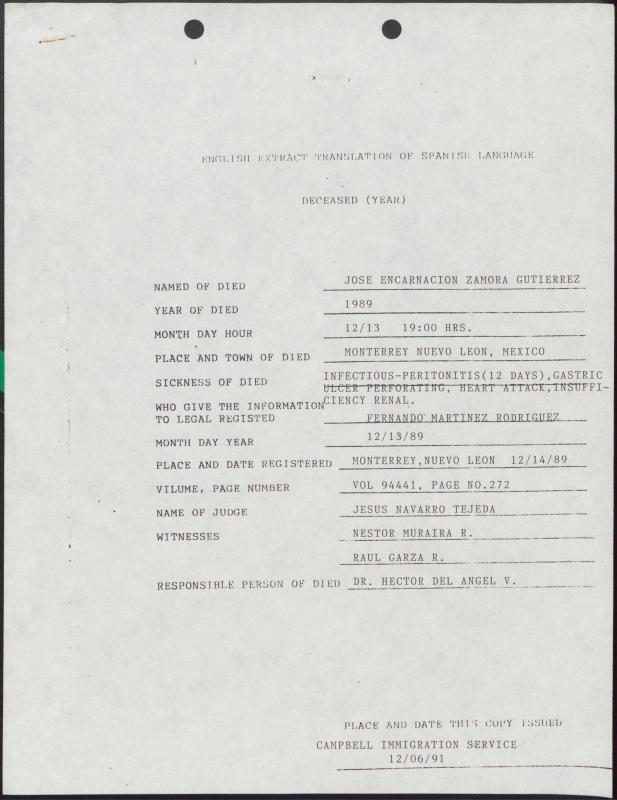 ENGLISH EXTRACT TRANSLATION OF SPANISH LANGUAGE
DECEASED (YEAR)
NAMED OF DIED JOSE ENCARNACION ZAMORA GUTIERREZ
YEAR OF DIED 1989
MONTH DAY HOUR 12/13 19:00 HRS.
PLACE AND TOWN OF DIED MONTERREY NUEVO LEON, MEXICO
SICKNESS OF DIED INFECTIOUS-PERITONITIS(12 DAYS),GASTRIC
ULCER PERFORATING, HEART ATTACK,INSUFFI-
CIENCY RENAL.
WHO GIVE THE INFORMATION
TO LEGAL REGISTED FERNANDO MARTINEZ RODRIGUEZ
MONTH DAY YEAR 12/13/89
PLACE AND DATE REGISTERED MONTERREY,NUEVO LEON 12/14/89
VILUME, PAGE NUMBER VOL 94441, PAGE NO.272
NAME OF JUDGE JESUS NAVARRO TEJEDA
WITNESSES NESTOR MURAIRA R.
RAUL GARZA R.
RESPONSIBLE PERSON OF DIED DR. HECTOR DEL ANGEL V.
PLACE AND DATE THIS COPY ISSUED
CAMPBELL IMMIGRATION SERVICE
12/06/91